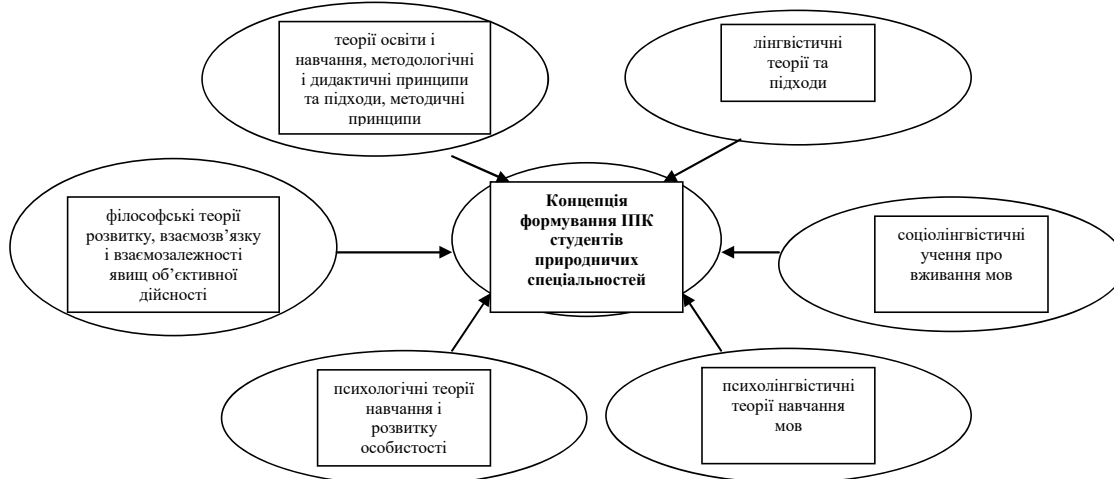 теорії освіти і
навчання, методологічні
і дидактичні принципи
та підходи, методичні
принципи
лінгвістичні
теорії та
підходи
філософські теорії
розвитку, взаємозв’язку
і взаємозалежності
явищ об’єктивної
дійсності
Концепція
формування ІПК
студентів
природничих
спеціальностей
соціолінгвістичні
учення про
вживання мов
психологічні теорії
навчання і
розвитку
особистості
психолінгвістичні
теорії навчання
мов